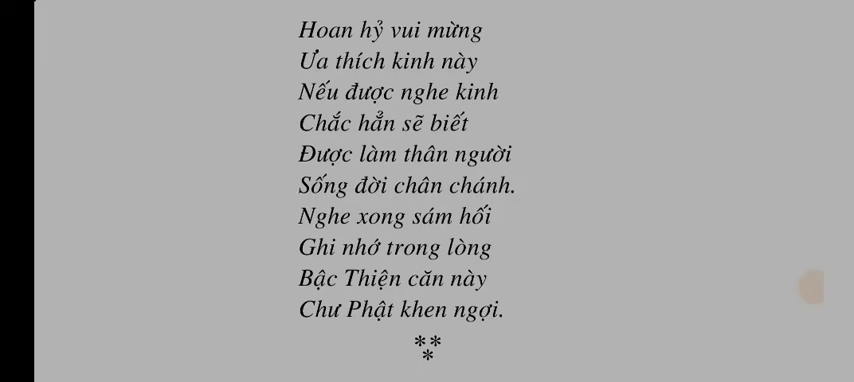 Hoan hỷ vui mừng
Ưa thích kinh này
Nếu được nghe kinh
Chắc hẳn sẽ biết
Được làm thân người
Sống đời chân chánh.
Nghe xong sám hối
Ghi nhớ trong lòng
Bậc Thiện căn này
Chư Phật khen ngợi.
**
*